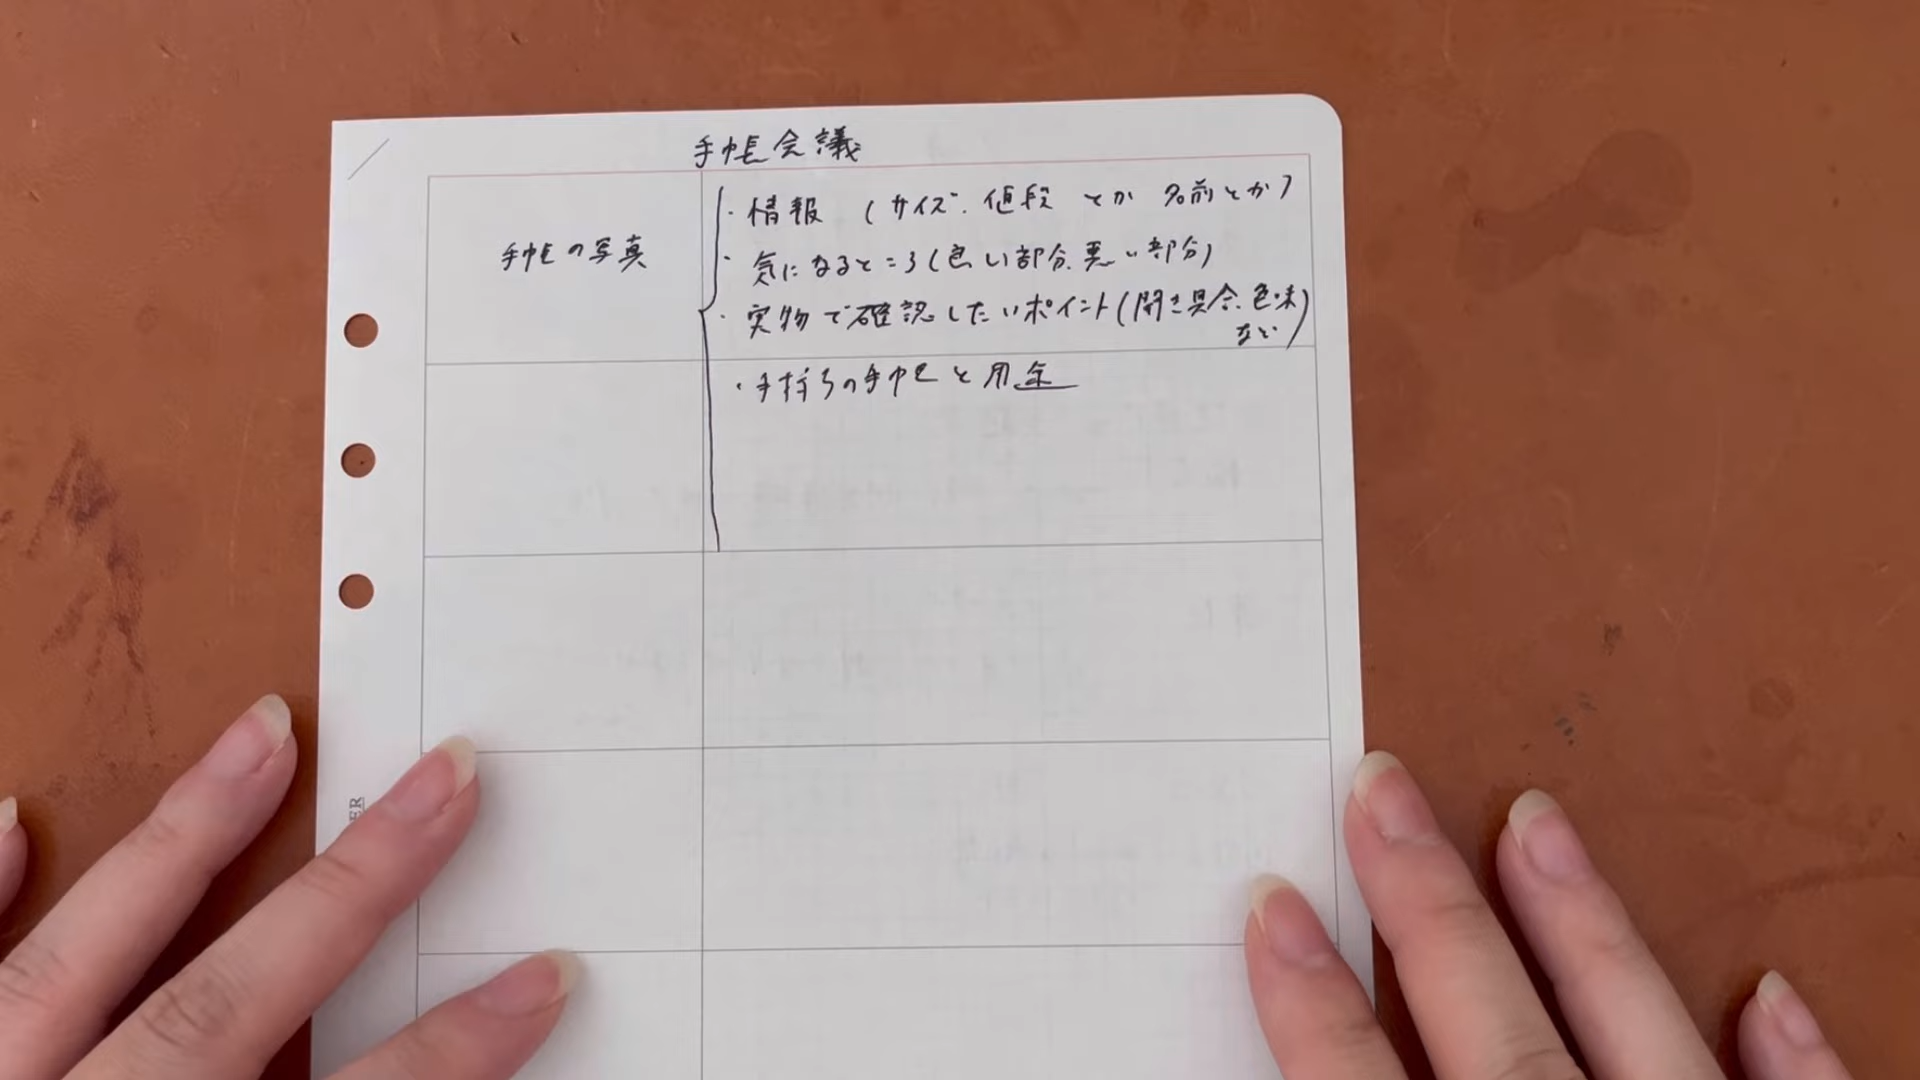 手帳会議
手帳の写真
・情報 (サイズ、値段 とか 名前とか)
・気になるところ(良い部分、悪い部分)
・実物で確認したいポイント(開き具合、色味
など)
・手持ちの手帳と用途
ER